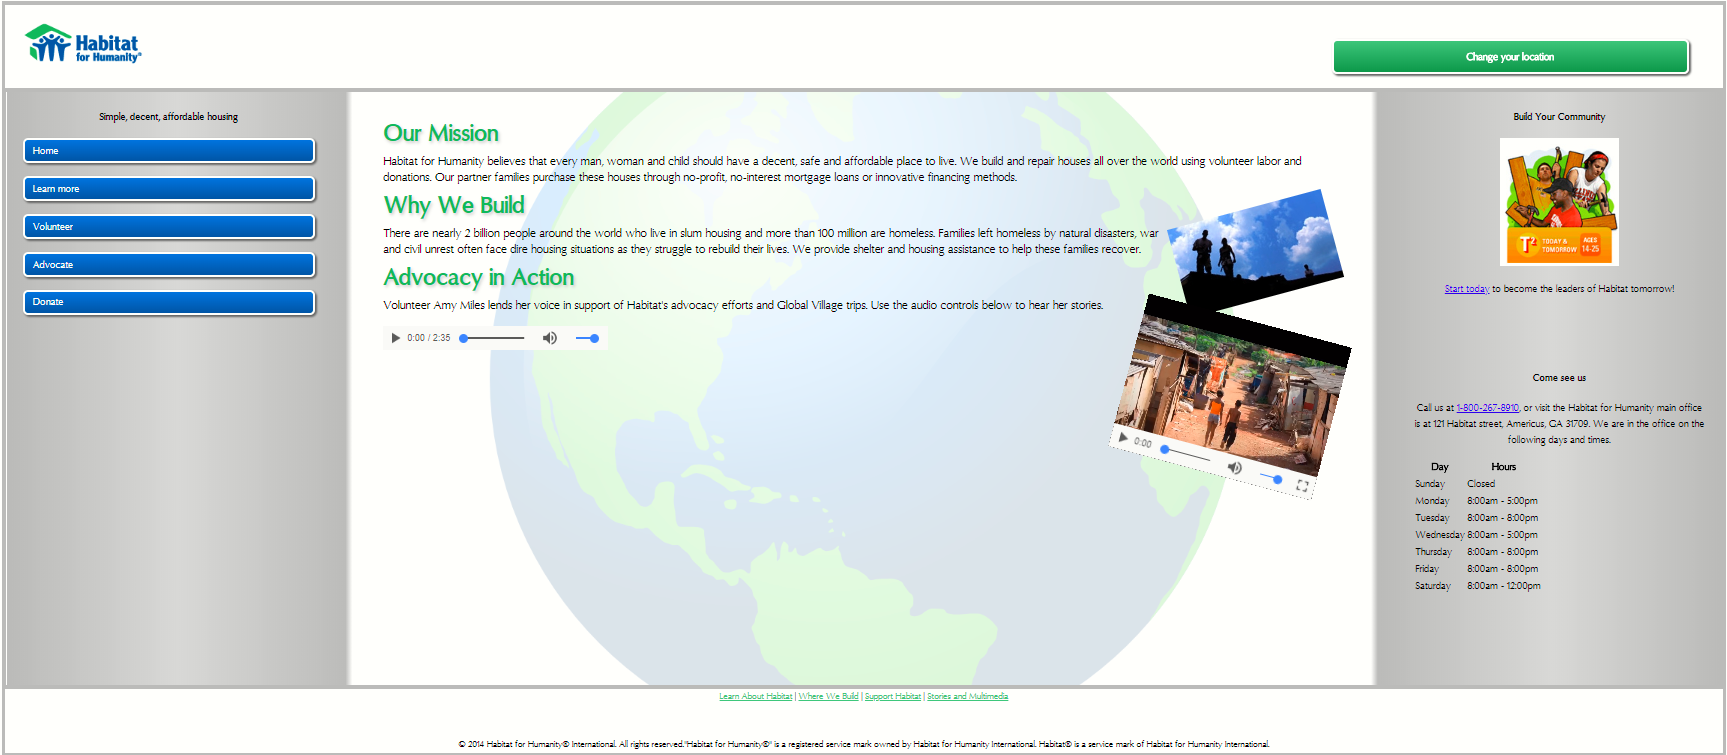 Habitat
for Humanity®
Change your location
Simple, decent, affordable housing
Home
Learn more
Volunteer
Advocate
Donate
Our Mission
Habitat for Humanity believes that every man, woman and child should have a decent, safe and affordable place to live. We build and repair houses all over the world using volunteer labor and
donations. Our partner families purchase these houses through no-profit, no-interest mortgage loans or innovative financing methods.
Why We Build
There are nearly 2 billion people around the world who live in slum housing and more than 100 million are homeless. Families left homeless by natural disasters, war
and civil unrest often face dire housing situations as they struggle to rebuild their lives. We provide shelter and housing assistance to help these families recover.
Advocacy in Action
Volunteer Amy Miles lends her voice in support of Habitat's advocacy efforts and Global Village trips. Use the audio controls below to hear her stories.
0:00 / 2:35
0:00
Build Your Community
T2 TODAY &
TOMORROW
AGES
14-25
Start today to become the leaders of Habitat tomorrow!
Come see us
Call us at 1-800-267-8910, or visit the Habitat for Humanity main office
is at 121 Habitat street, Americus, GA 31709. We are in the office on the
following days and times.
Day Hours
Sunday Closed
Monday 8:00am - 5:00pm
Tuesday 8:00am - 8:00pm
Wednesday 8:00am - 5:00pm
Thursday 8:00am - 8:00pm
Friday 8:00am - 8:00pm
Saturday 8:00am - 12:00pm
Learn About Habitat | Where We Build | Support Habitat | Stories and Multimedia
© 2014 Habitat for Humanity® International. All rights reserved."Habitat for Humanity®" is a registered service mark owned by Habitat for Humanity International. Habitat® is a service mark of Habitat for Humanity International.